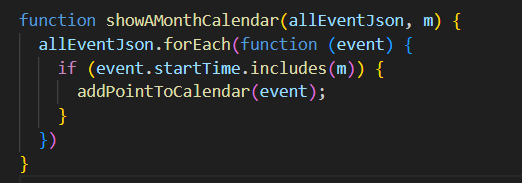 function showAMonthCalendar(allEventJson, m) {
  allEventJson.forEach(function (event) {
    if (event.startTime.includes(m)) {
      addPointToCalendar(event);
    }
  })
}